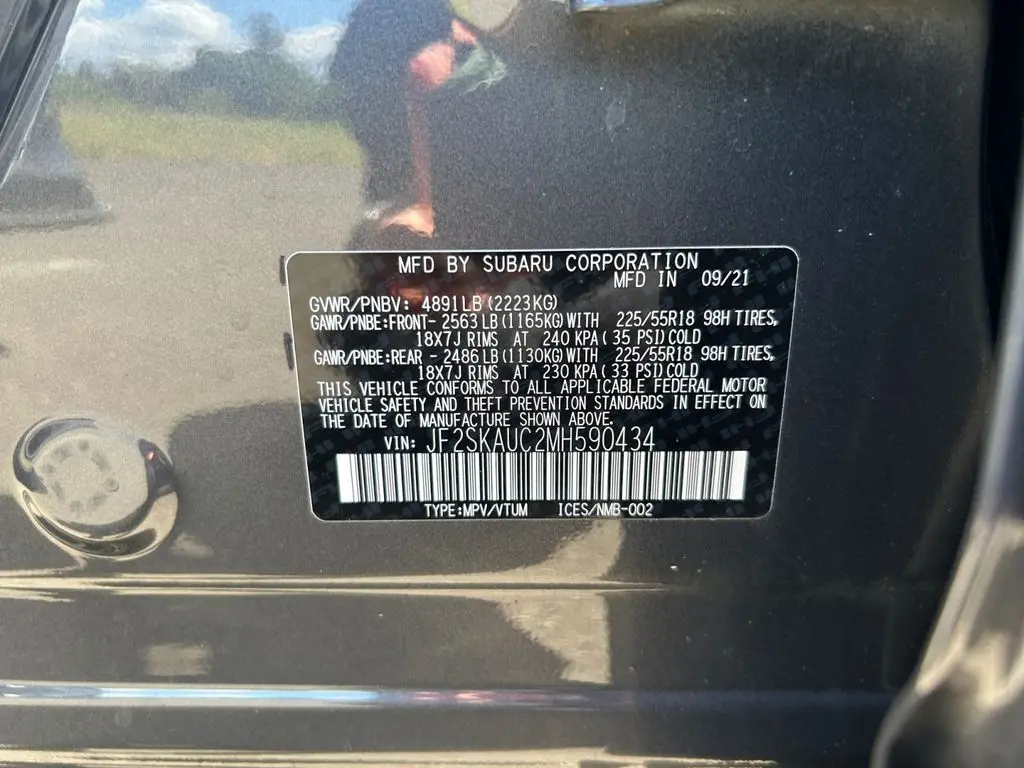 MFD BY SUBARU CORPORATION
MFD IN 09/21
GVWR/PNBV: 4891LB(2223KG)
GAWR/PNBE:FRONT- 2563LB(1165KG)WITH 225/55R18 98H TIRES,
18X7J RIMS AT 240 KPA( 35 PSI)COLD
GAWR/PNBE:REAR - 2486LB(1130KG)WITH 225/55R18 98H TIRES,
18X7J RIMS AT 230 KPA( 33 PSI)COLD
THIS VEHICLE CONFORMS TO ALL APPLICABLE FEDERAL MOTOR
VEHICLE SAFETY AND THEFT PREVENTION STANDARDS IN EFFECT ON
THE DATE OF MANUFACTURE SHOWN ABOVE.
VIN: JF2SKAUC2MH590434
TYPE:MPV/VTUM ICES/NMB-002